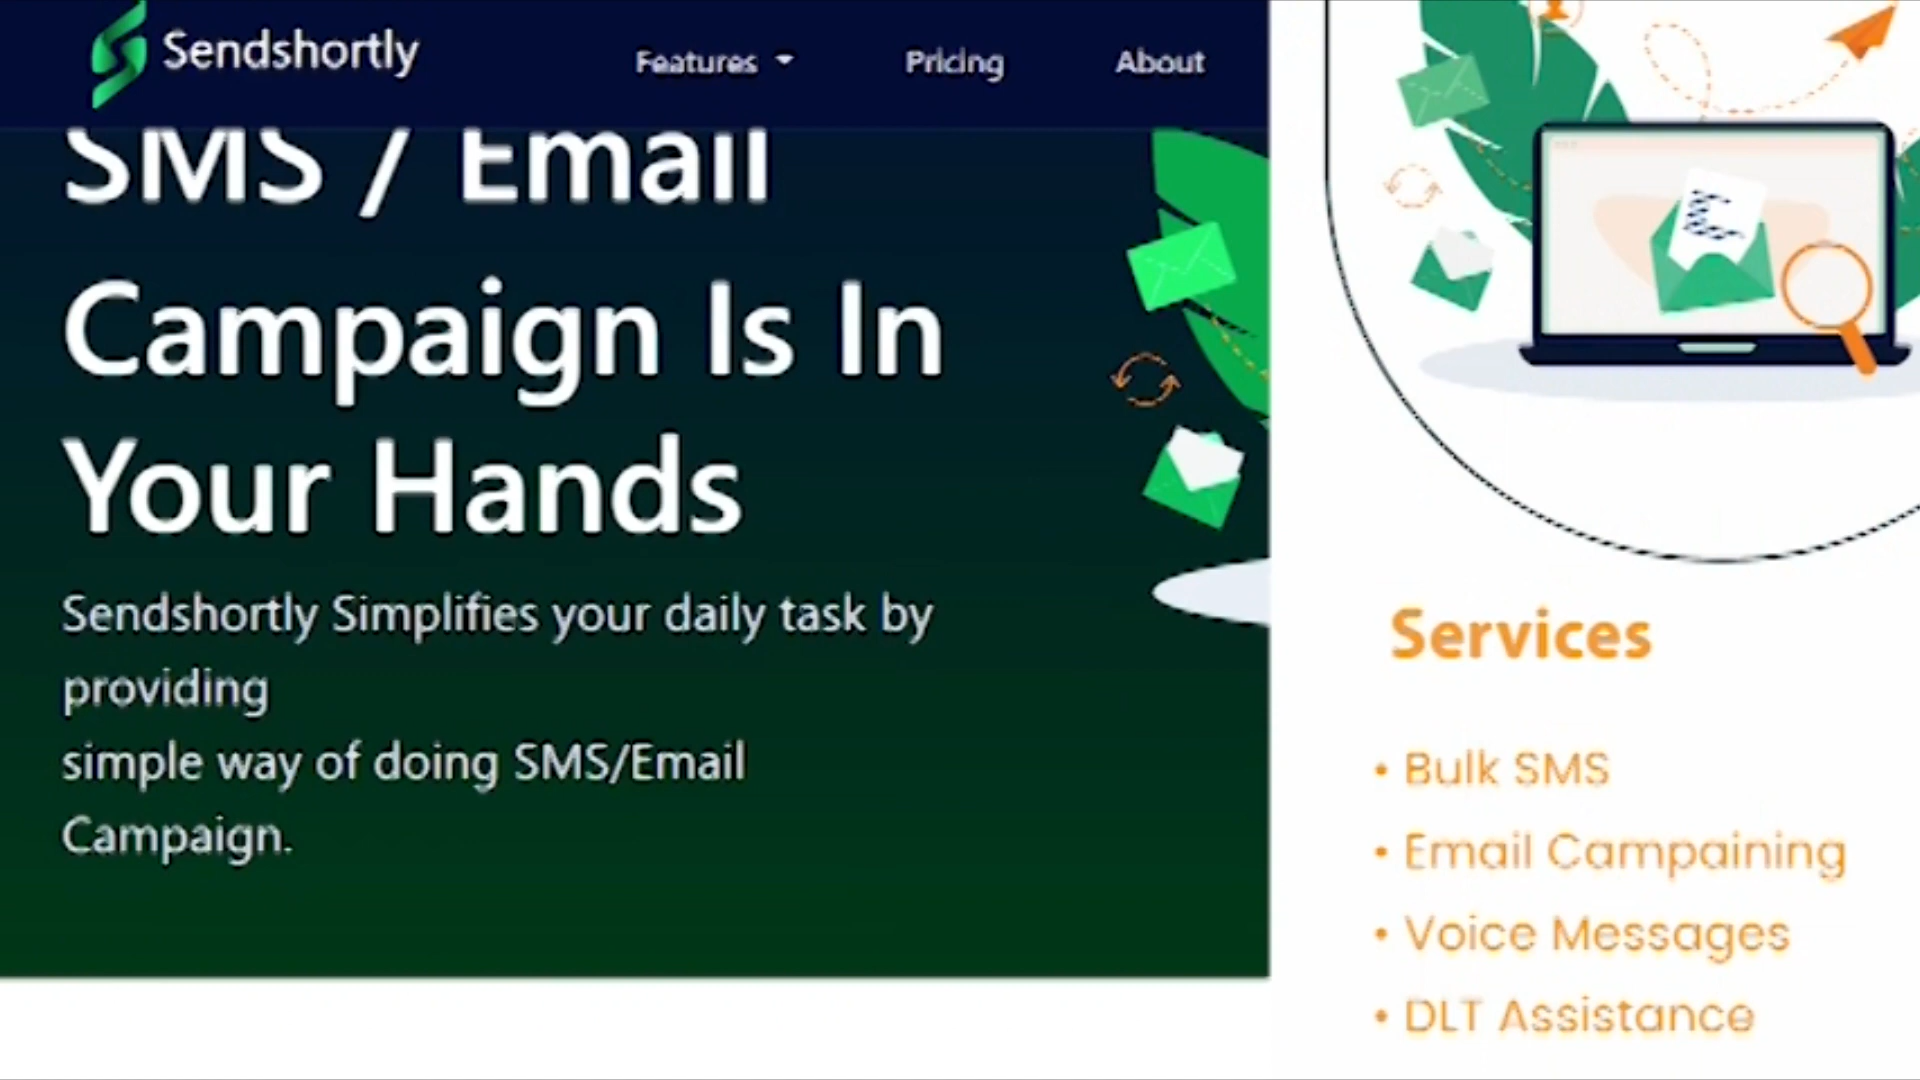 Sendshortly
Features
Pricing
About
SMS / Email
Campaign Is In
Your Hands
Sendshortly Simplifies your daily task by
providing
simple way of doing SMS/Email
Campaign.
Services
• Bulk SMS
• Email Campaining
• Voice Messages
• DLT Assistance